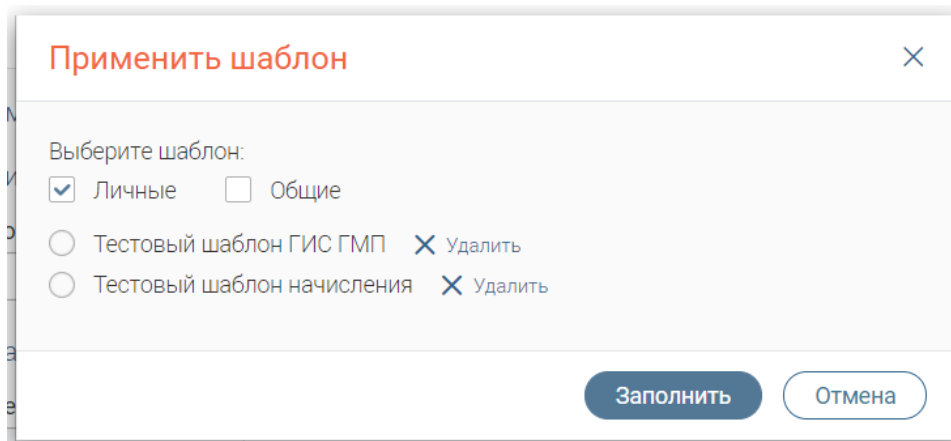 Применить шаблон
Выберите шаблон:
Личные Общие
Тестовый шаблон ГИС ГМП Удалить
Тестовый шаблон начисления Удалить
Заполнить Отмена